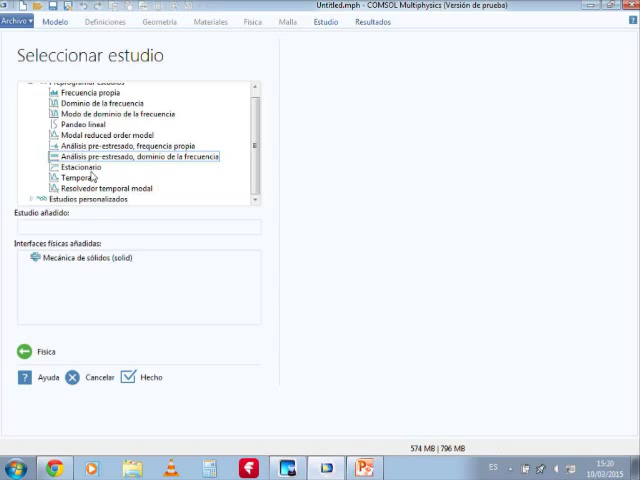 Untitled.mph - COMSOL Multiphysics (Versión de prueba)
Archivo Modelo Definiciones Geometría Materiales Física Malla Estudio Resultados
Seleccionar estudio
Preprogramar estudios
Frecuencia propia
Dominio de la frecuencia
Modo de dominio de la frecuencia
Pandeo lineal
Modal reduced order model
Análisis pre-estresado, frequencia propia
Análisis pre-estresado, dominio de la frecuencia
Estacionario
Temporal
Resolvedor temporal modal
Estudios personalizados
Estudio añadido:
Interfaces físicas añadidas:
Mecánica de sólidos (solid)
Física
Ayuda Cancelar Hecho
574 MB | 796 MB
ES
15:20
10/03/2015